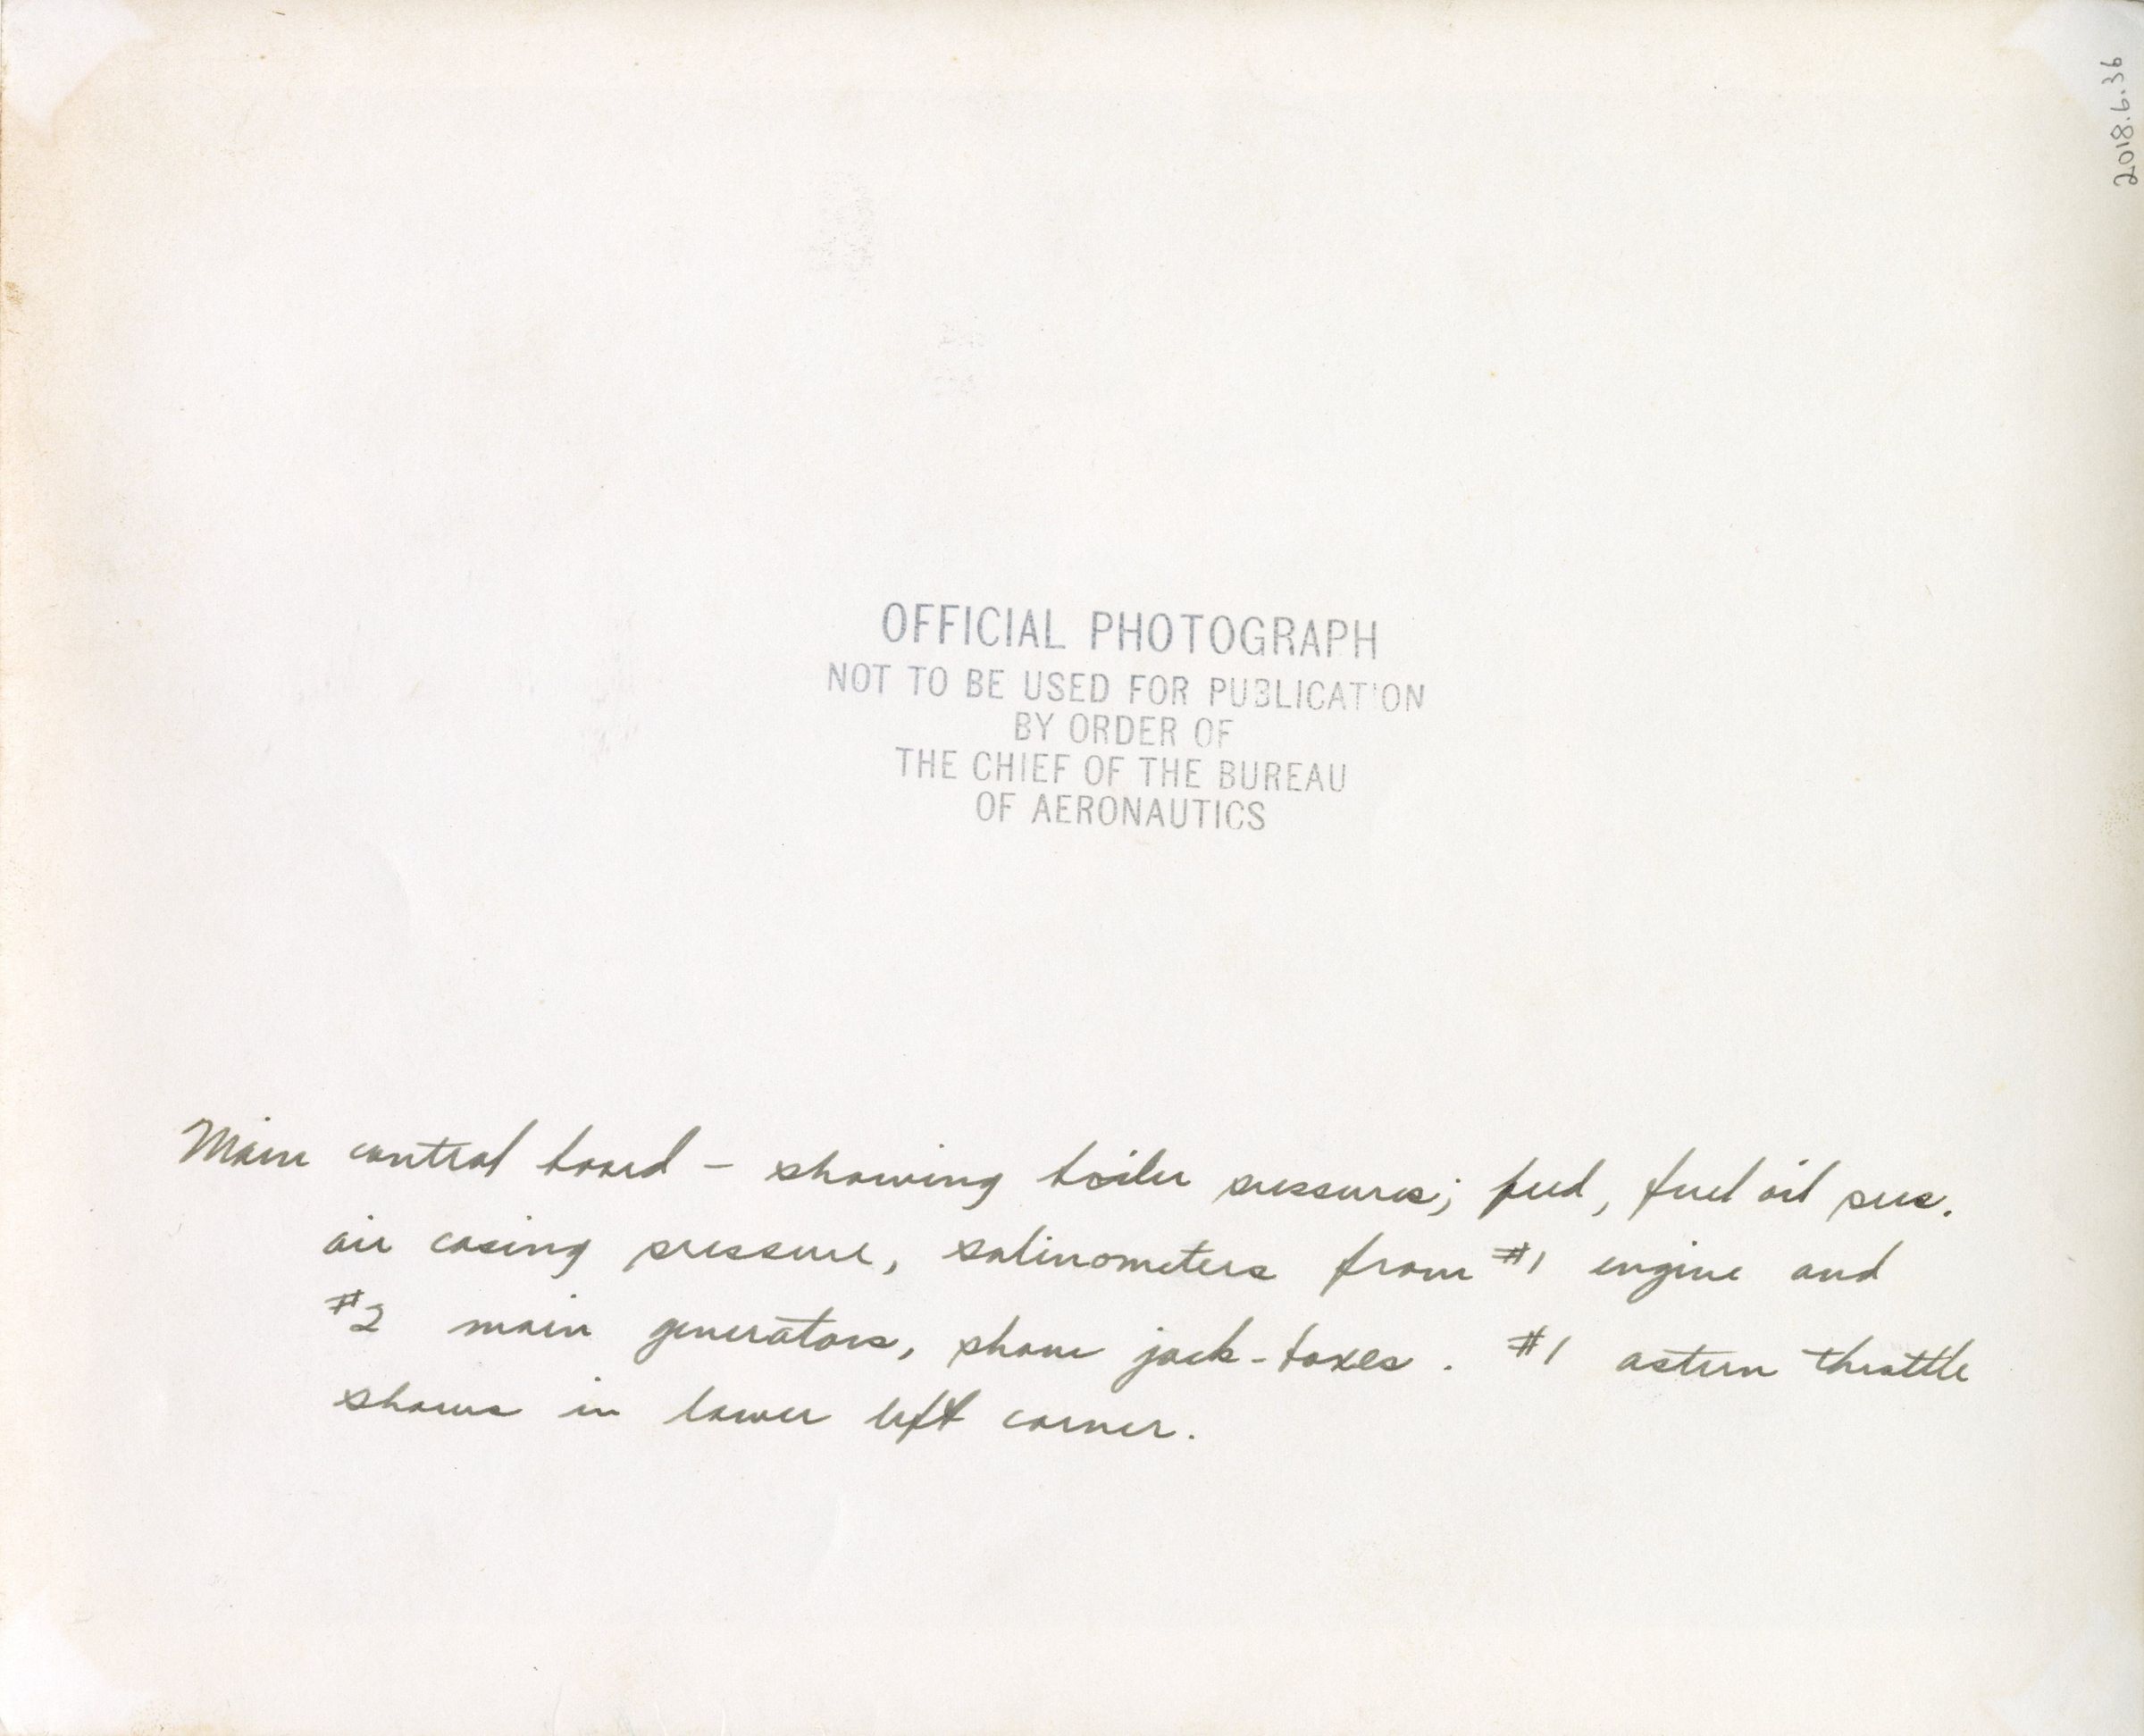 2018.6.36
OFFICIAL PHOTOGRAPH
NOT TO BE USED FOR PUBLICATION
BY ORDER OF
THE CHIEF OF THE BUREAU
OF AERONAUTICS
Main control board – showing boiler pressures; feed, fuel oil pres.
air casing pressure, salinometers from #1 engine and
#2 main generators, phone jack-boxes. #1 astern throttle
shows in lower left corner.